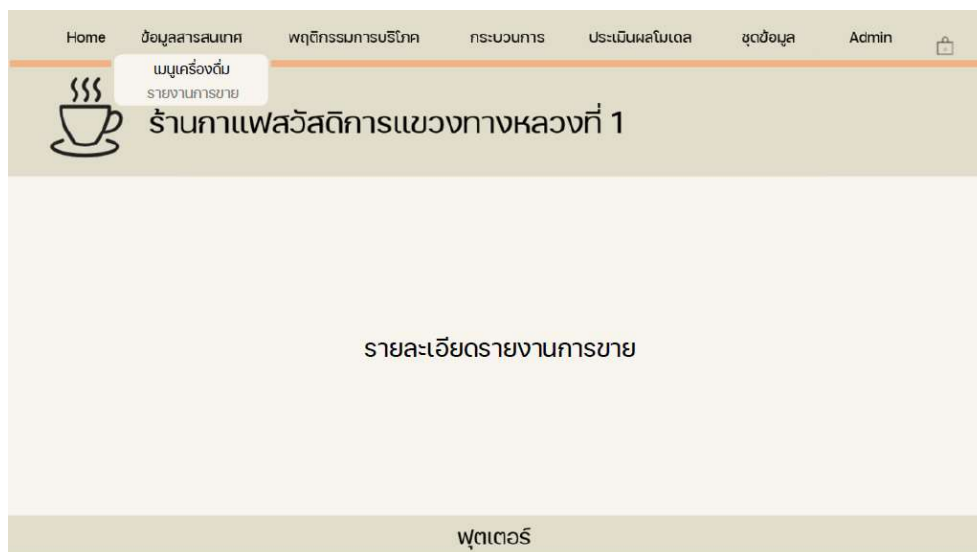 Home ข้อมูลสารสนเทศ พฤติกรรมการบริโภค กระบวนการ ประเมินผลโมเดล ชุดข้อมูล Admin
เมนูเครื่องดื่ม
รายงานการขาย
ร้านกาแฟสวัสดิการแขวงทางหลวงที่ 1
รายละเอียดรายงานการขาย
ฟุตเตอร์